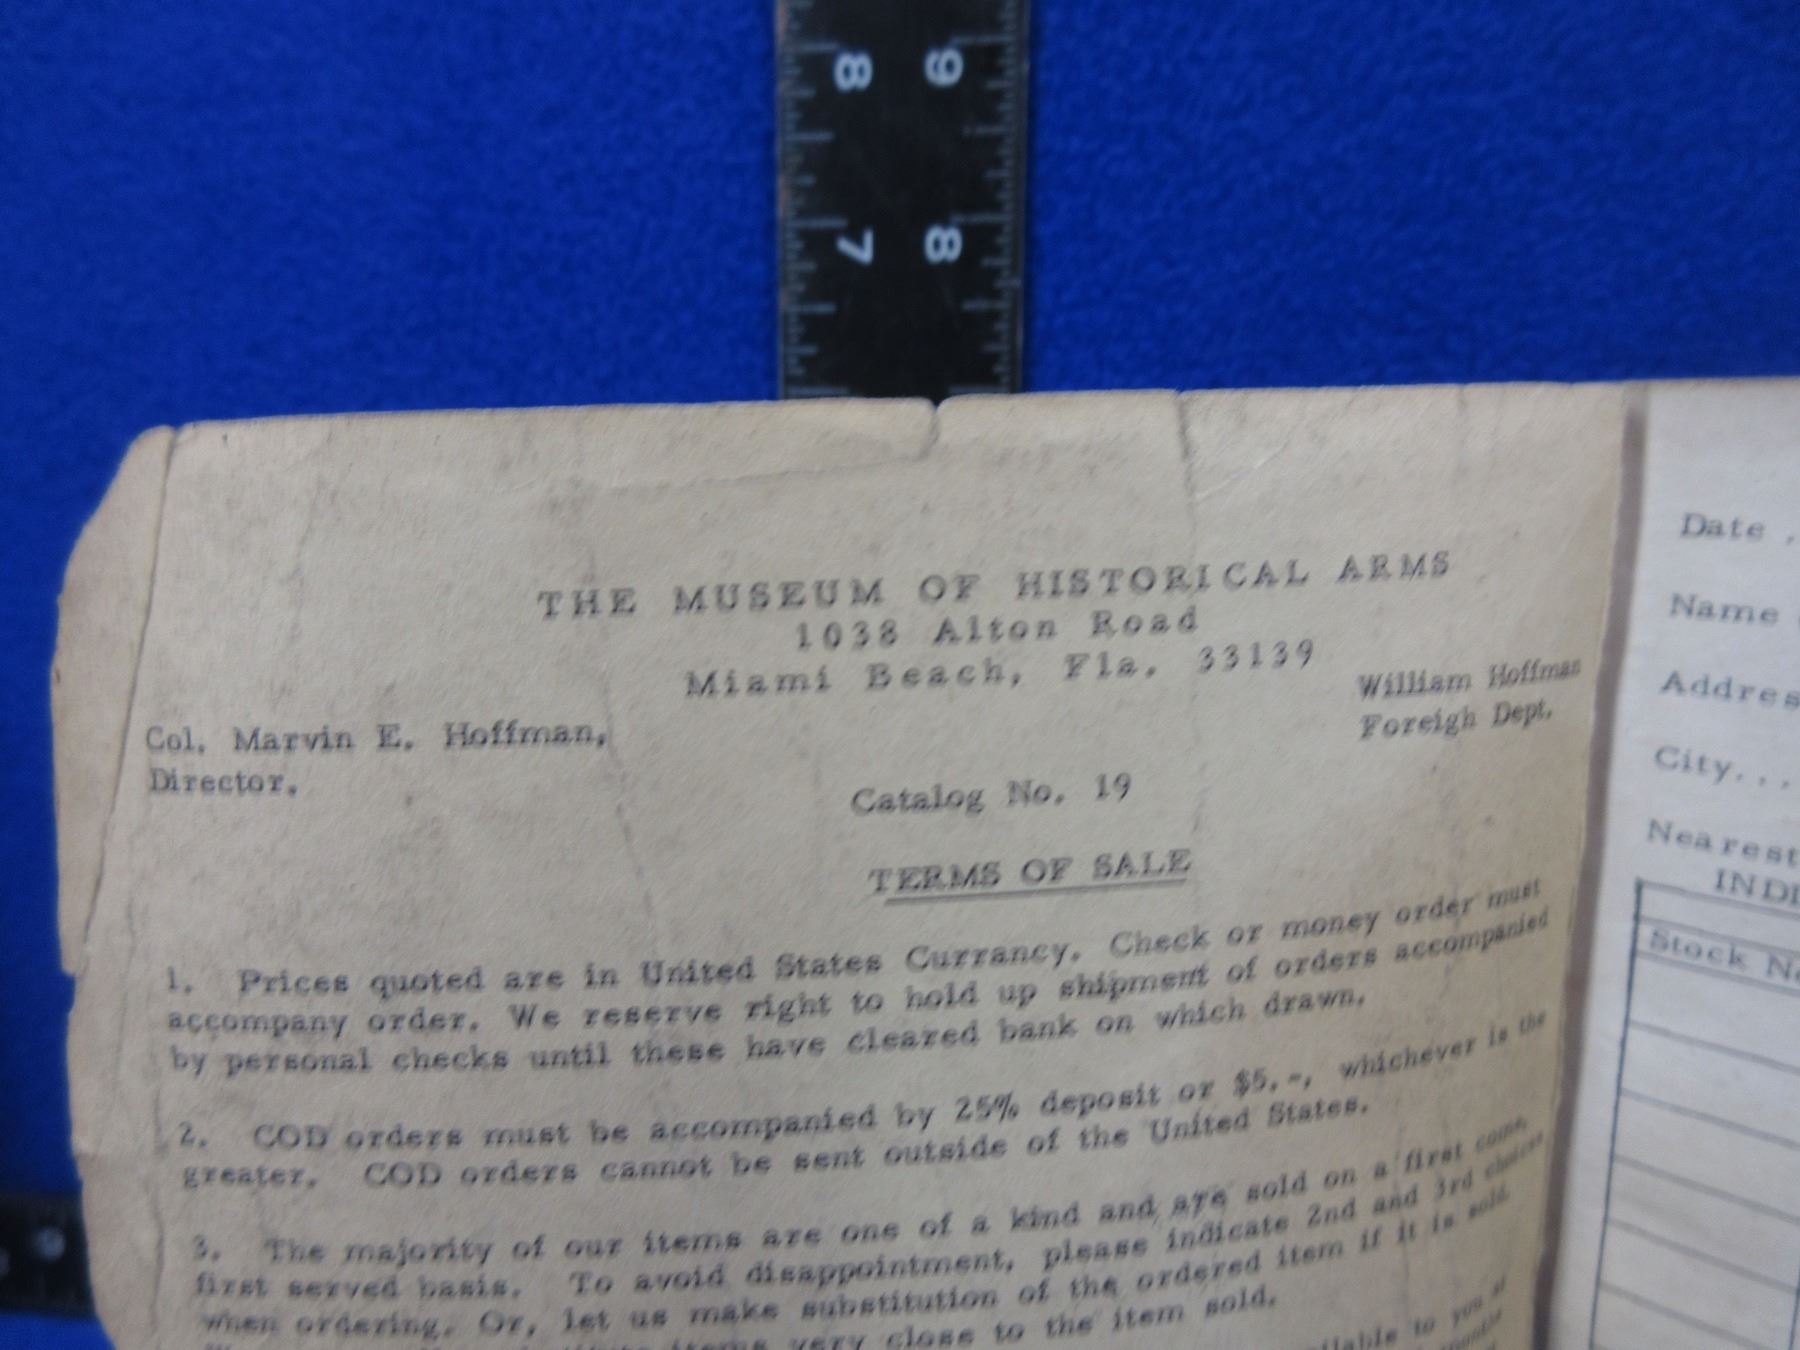 8 9
7 8
THE MUSEUM OF HISTORICAL ARMS
1038 Alton Road
Miami Beach, Fla. 33139
William Hoffman
Foreigh Dept.
Col. Marvin E. Hoffman,
Director.
Catalog No. 19
TERMS OF SALE
1. Prices quoted are in United States Currancy. Check or money order must
accompany order. We reserve right to hold up shipment of orders accompanied
by personal checks until these have cleared bank on which drawn.
2. COD orders must be accompanied by 25% deposit or $5.-, whichever is the
greater. COD orders cannot be sent outside of the United States.
3. The majority of our items are one of a kind and are sold on a first come,
first served basis. To avoid disappointment, please indicate 2nd and 3rd choices
when ordering. Or, let us make substitution of the ordered item if it is sold.
items very close to the item sold.
to you at
Date .
Name
Addres
City...
Nearest
INDI
Stock N